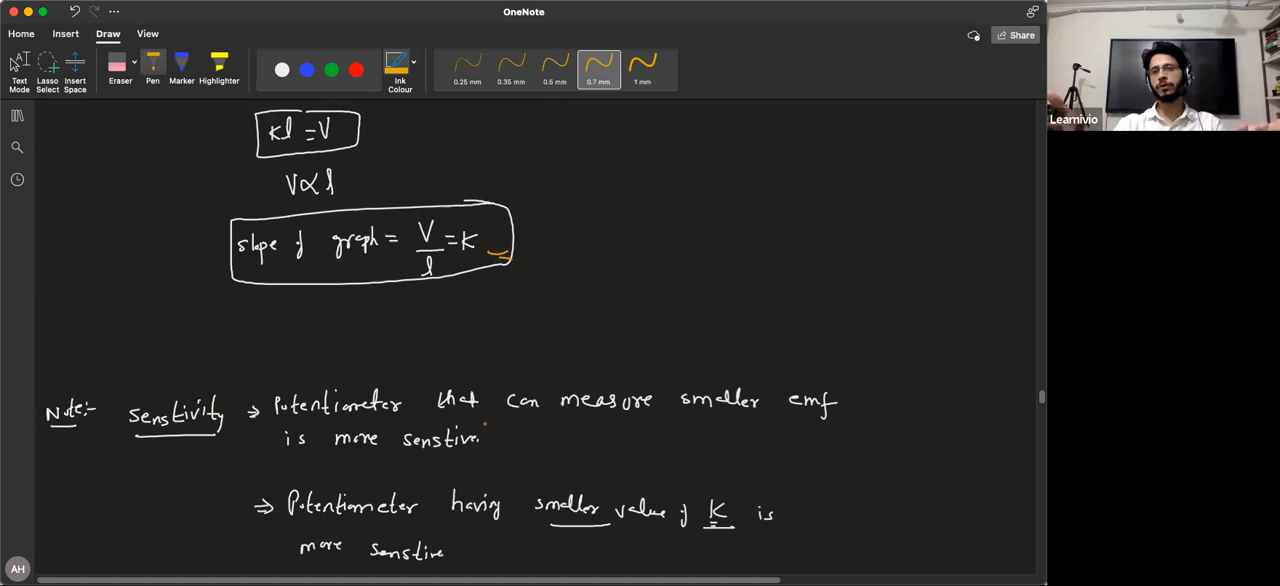 OneNote
Home Insert Draw View
Share
Text Mode
Lasso Select
Insert Space
Eraser
Pen
Marker
Highlighter
Ink Colour
0.25 mm
0.35 mm
0.5 mm
0.7 mm
1 mm
Learnivio
Kl = V
V ∝ l
slope of graph = V/l = K
Note:- Senstivity ⇒ Potentiometer that can measure smaller emf
is more senstive.
⇒ Potentiometer having smaller value of K is
more senstive
AH